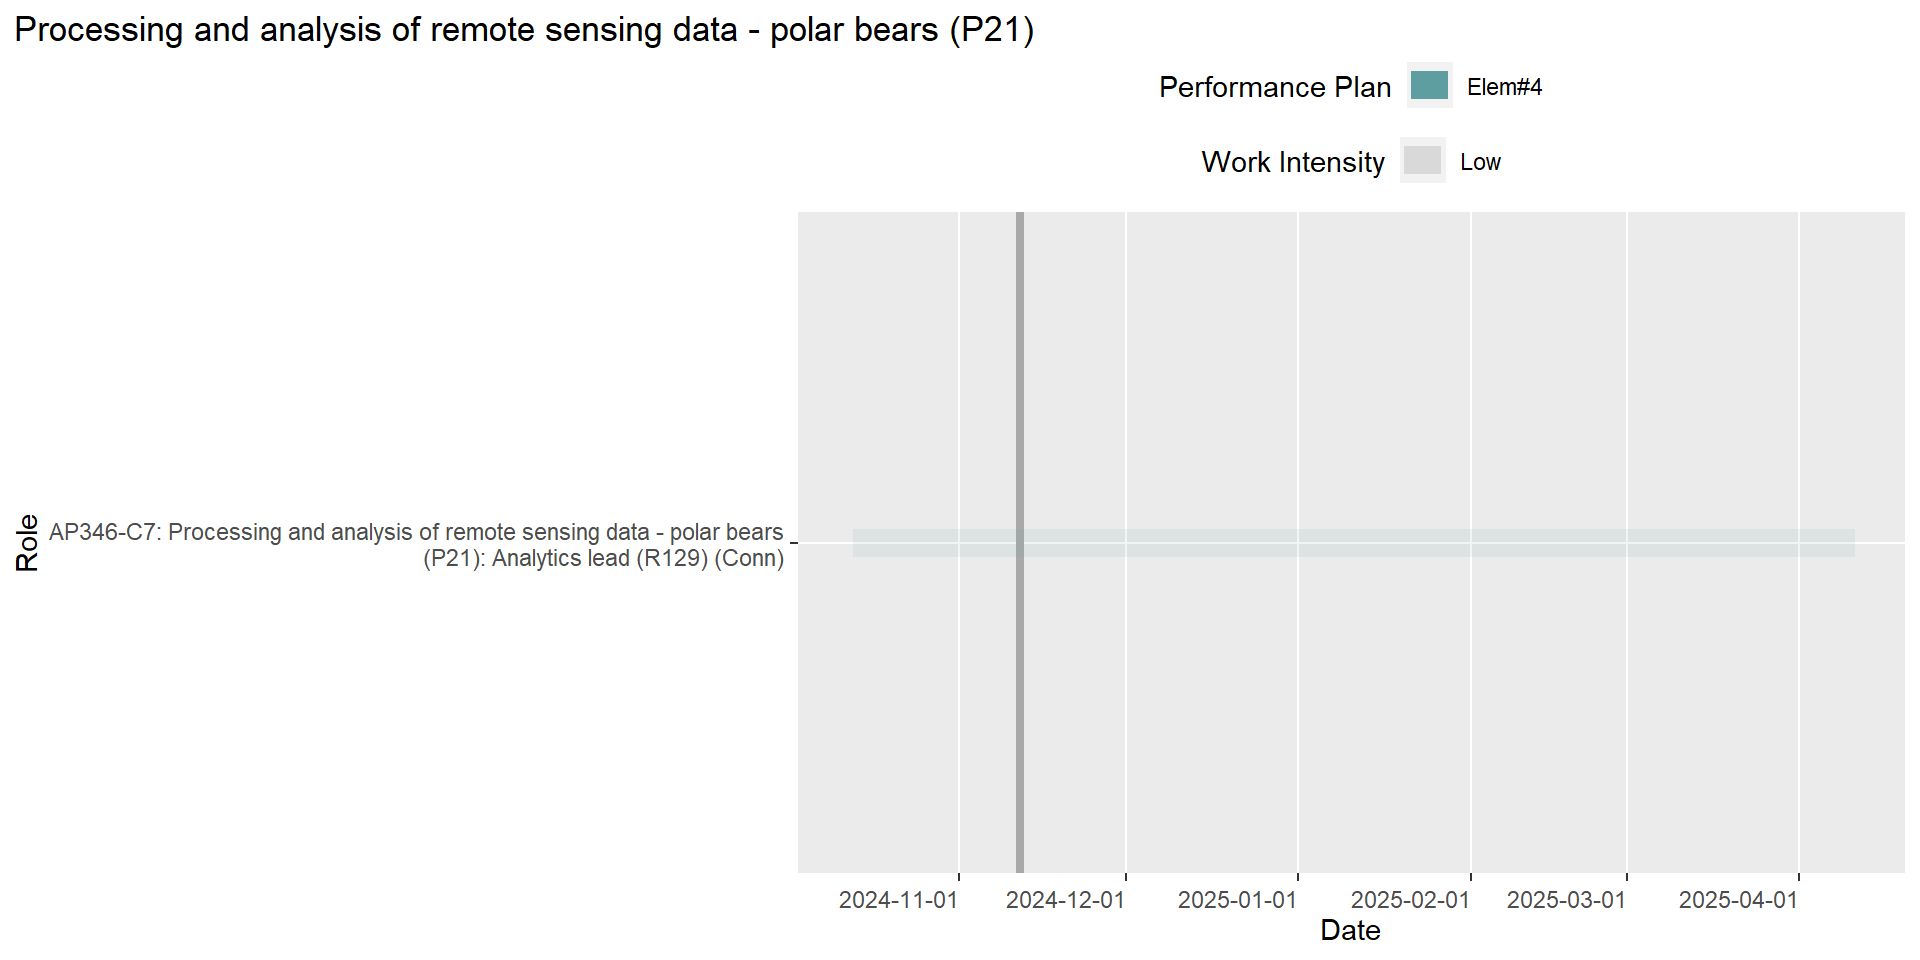 Processing and analysis of remote sensing data - polar bears (P21)
Performance Plan
Elem#4
Work Intensity
Low
Role
AP346-C7: Processing and analysis of remote sensing data - polar bears
(P21): Analytics lead (R129) (Conn)
2024-11-01
2024-12-01
2025-01-01
2025-02-01
2025-03-01
2025-04-01
Date